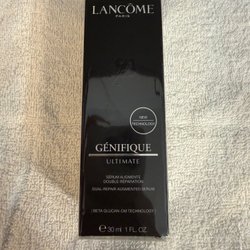 LANCÔME
PARIS
NEW
TECHNOLOGY
GÉNIFIQUE
ULTIMATE
SÉRUM AUGMENTÉ
DOUBLE RÉPARATION
DUAL-REPAIR AUGMENTED SERUM
[ BETA-GLUCAN-CM TECHNOLOGY ]
℮ 30 ml 1 FL. OZ